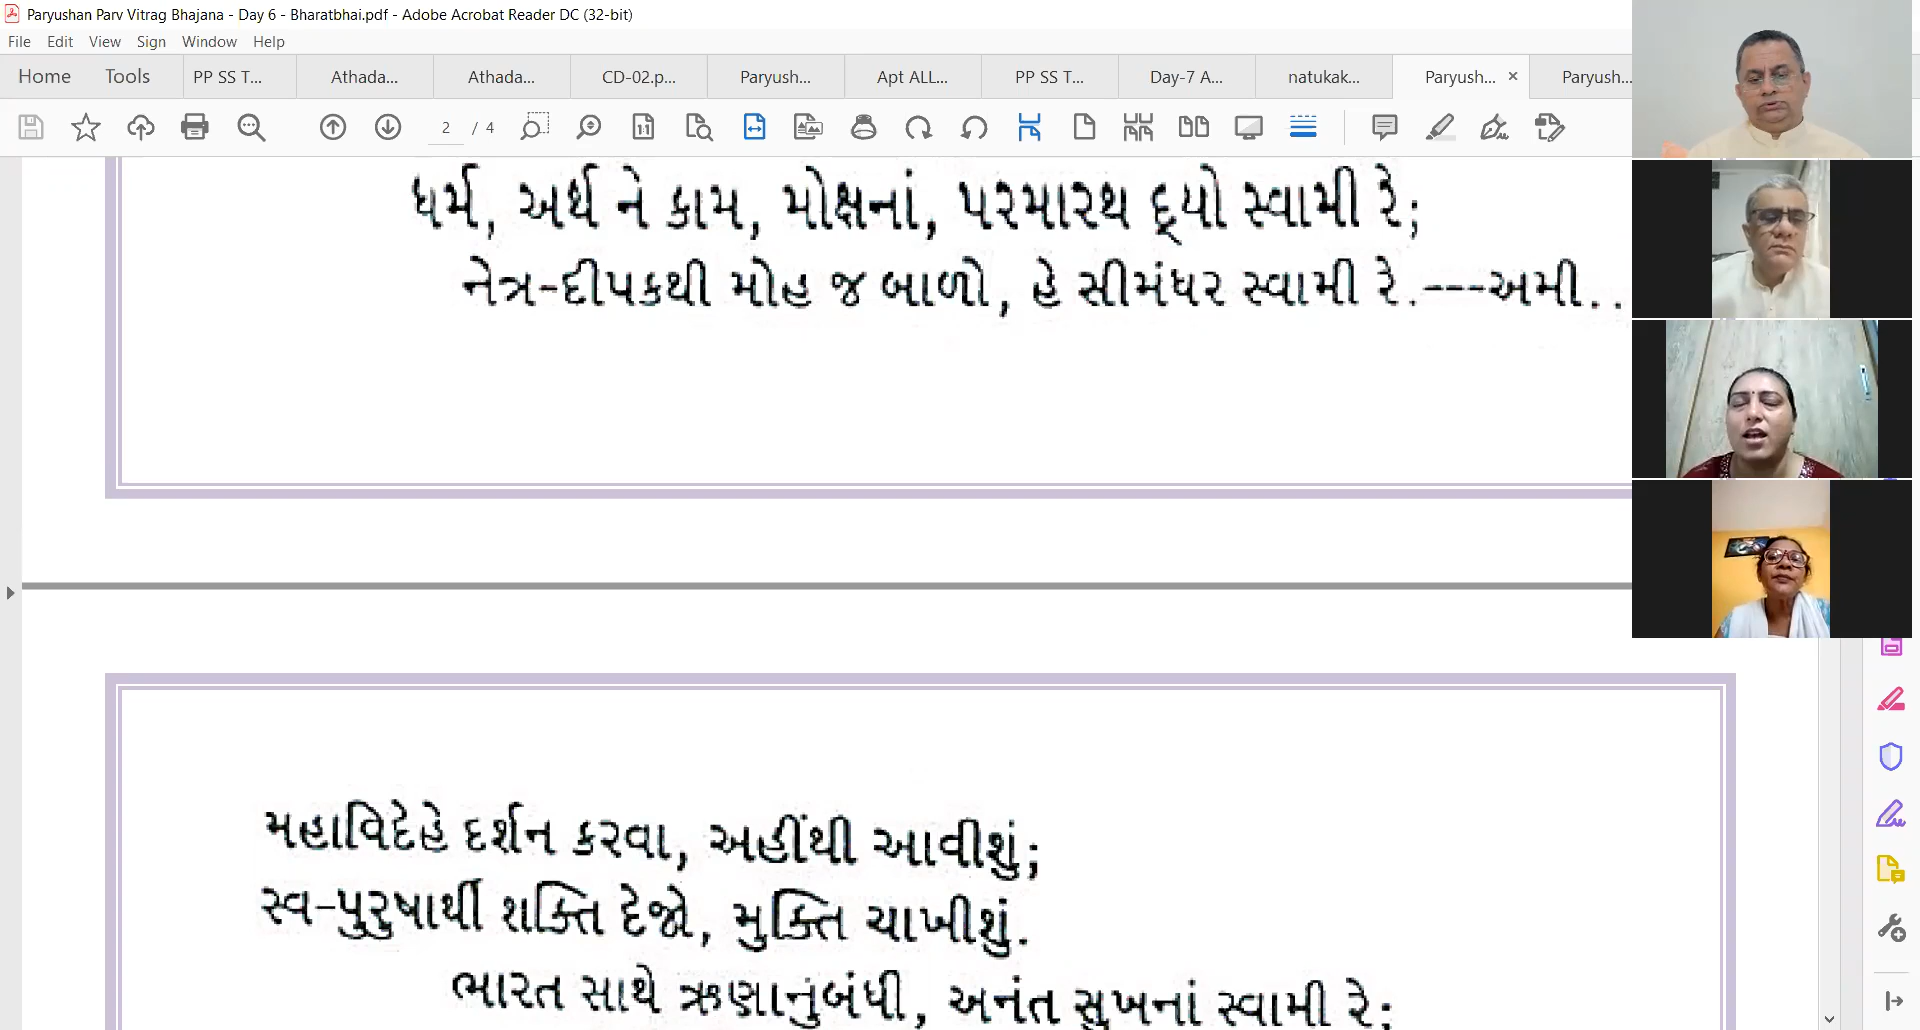 Paryushan Parv Vitrag Bhajana - Day 6 - Bharatbhai.pdf - Adobe Acrobat Reader DC (32-bit)
File Edit View Sign Window Help
Home Tools PP SS T... Athada... Athada... CD-02.p... Paryush... Apt ALL... PP SS T... Day-7 A... natukak... Paryush... × Paryush...
2 / 4
ધર્મ, અર્થ ને કામ, મોક્ષનાં, પરમારથ દ્યો સ્વામી રે;
નેત્ર-દીપકથી મોહ જ બાળો, હે સીમંધર સ્વામી રે.---અમી..
મહાવિદેહે દર્શન કરવા, અહીંથી આવીશું;
સ્વ-પુરુષાર્થી શક્તિ દેજો, મુક્તિ ચાખીશું.
ભારત સાથે ઋણાનુંબંધી, અનંત સુખનાં સ્વામી રે;